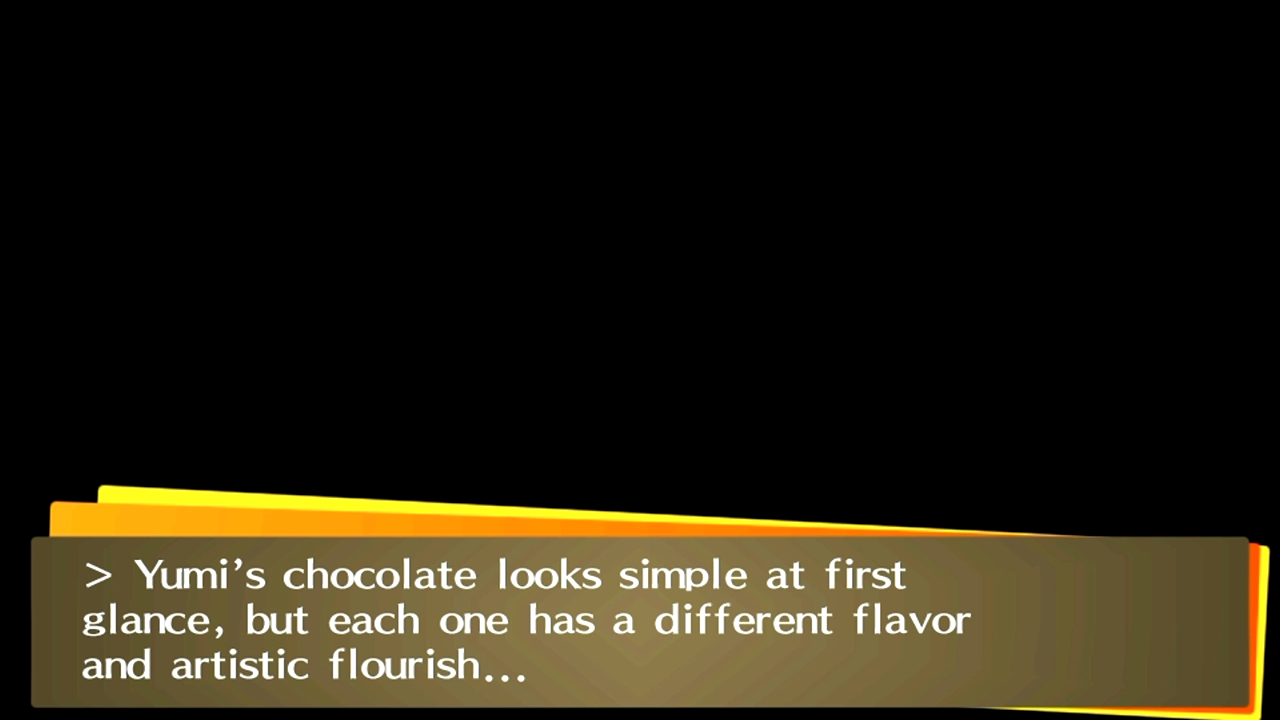 > Yumi’s chocolate looks simple at first
glance, but each one has a different flavor
and artistic flourish...